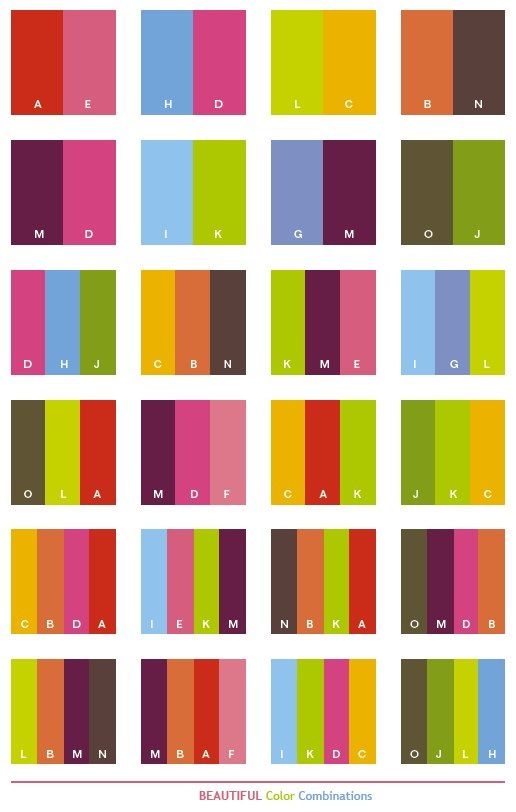 A E H D L C B N
M D I K G M O J
D H J C B N K M E I G L
O L A M D F C A K J K C
C B D A I E K M N B K A O M D B
L B M N M B A F I K D C O J L H
BEAUTIFUL Color Combinations